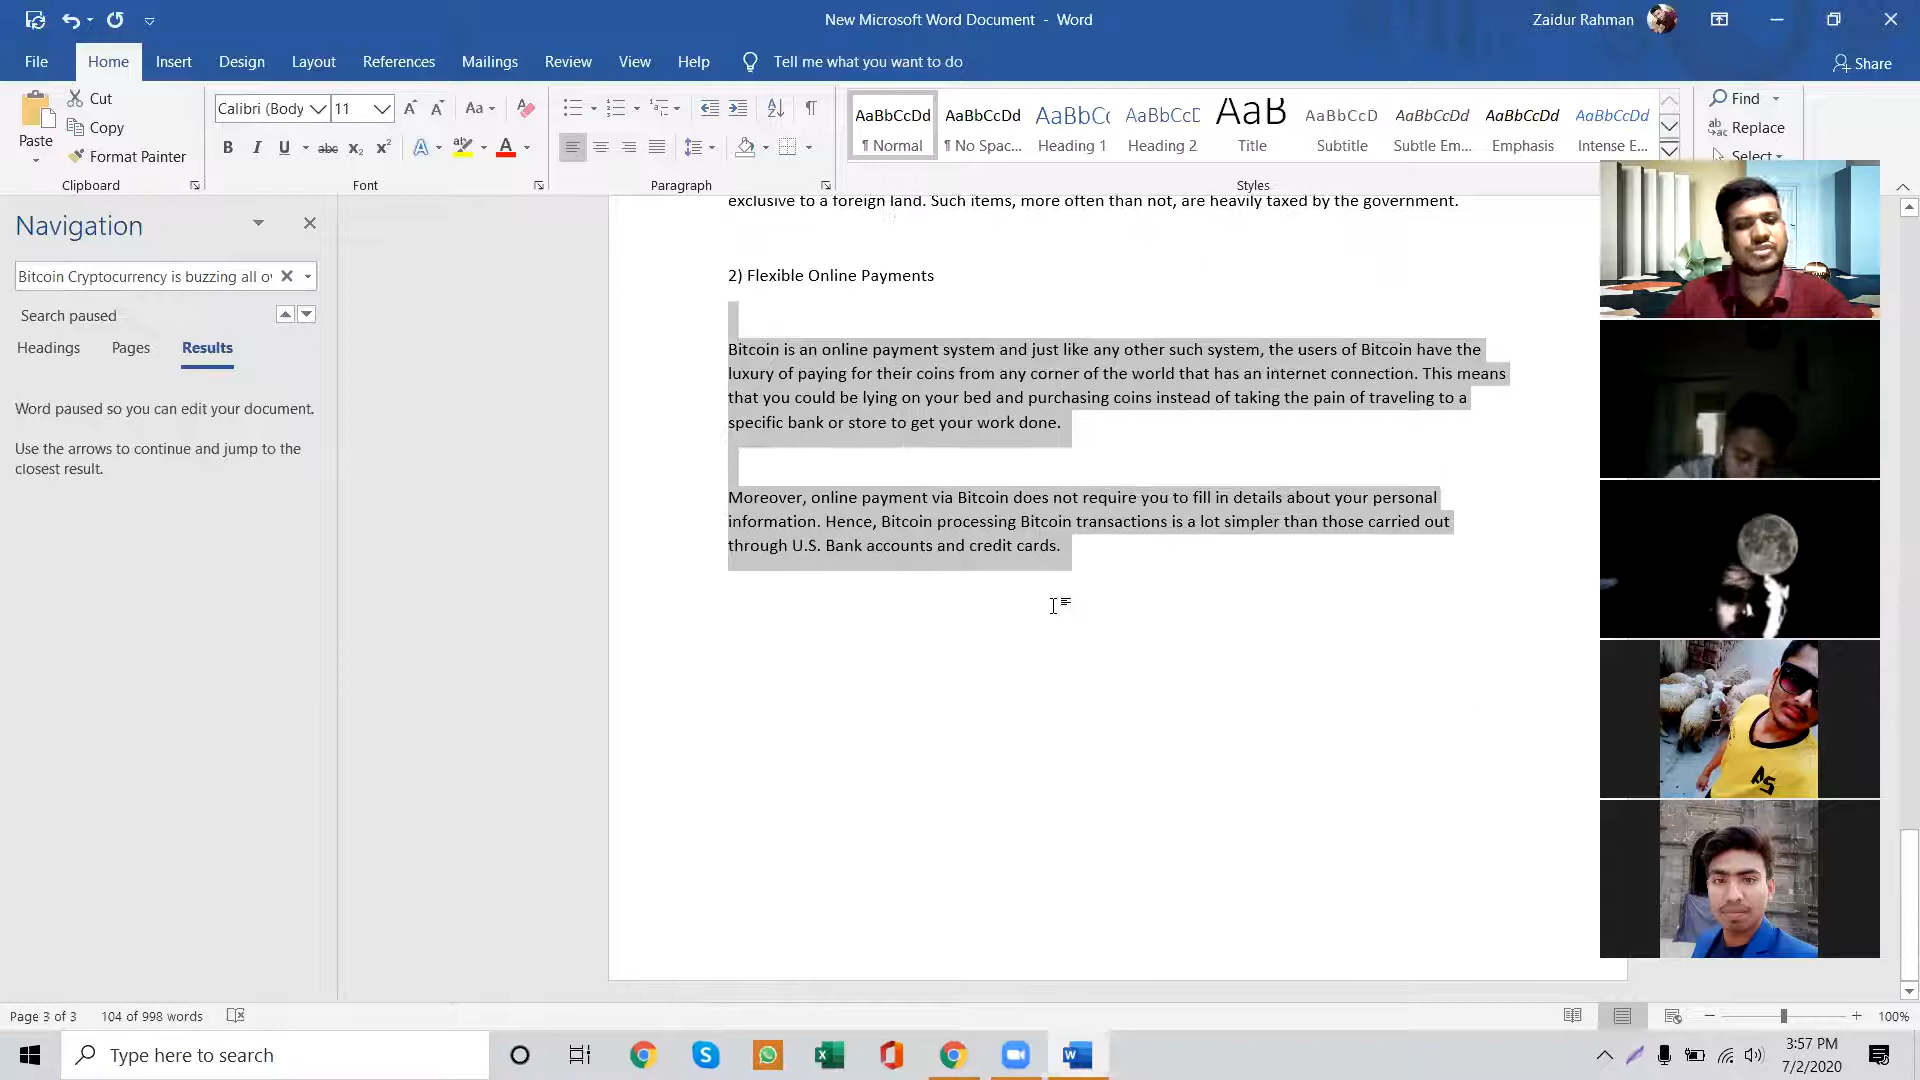 New Microsoft Word Document - Word
Zaidur Rahman
File Home Insert Design Layout References Mailings Review View Help Tell me what you want to do
Share
Paste
Cut
Copy
Format Painter
Clipboard
Calibri (Body 11
Aa
B I U abc x₂ x² A A
Font
Paragraph
AaBbCcDd AaBbCcDd AaBbCc AaBbCcD AaB AaBbCcD AaBbCcDd AaBbCcDd AaBbCcDd
¶ Normal ¶ No Spac... Heading 1 Heading 2 Title Subtitle Subtle Em... Emphasis Intense E...
Styles
Find
Replace
Select
Navigation
Bitcoin Cryptocurrency is buzzing all ov
Search paused
Headings Pages Results
Word paused so you can edit your document.
Use the arrows to continue and jump to the
closest result.
exclusive to a foreign land. Such items, more often than not, are heavily taxed by the government.
2) Flexible Online Payments
Bitcoin is an online payment system and just like any other such system, the users of Bitcoin have the
luxury of paying for their coins from any corner of the world that has an internet connection. This means
that you could be lying on your bed and purchasing coins instead of taking the pain of traveling to a
specific bank or store to get your work done.
Moreover, online payment via Bitcoin does not require you to fill in details about your personal
information. Hence, Bitcoin processing Bitcoin transactions is a lot simpler than those carried out
through U.S. Bank accounts and credit cards.
AS
Page 3 of 3 104 of 998 words
100%
Type here to search
3:57 PM
7/2/2020